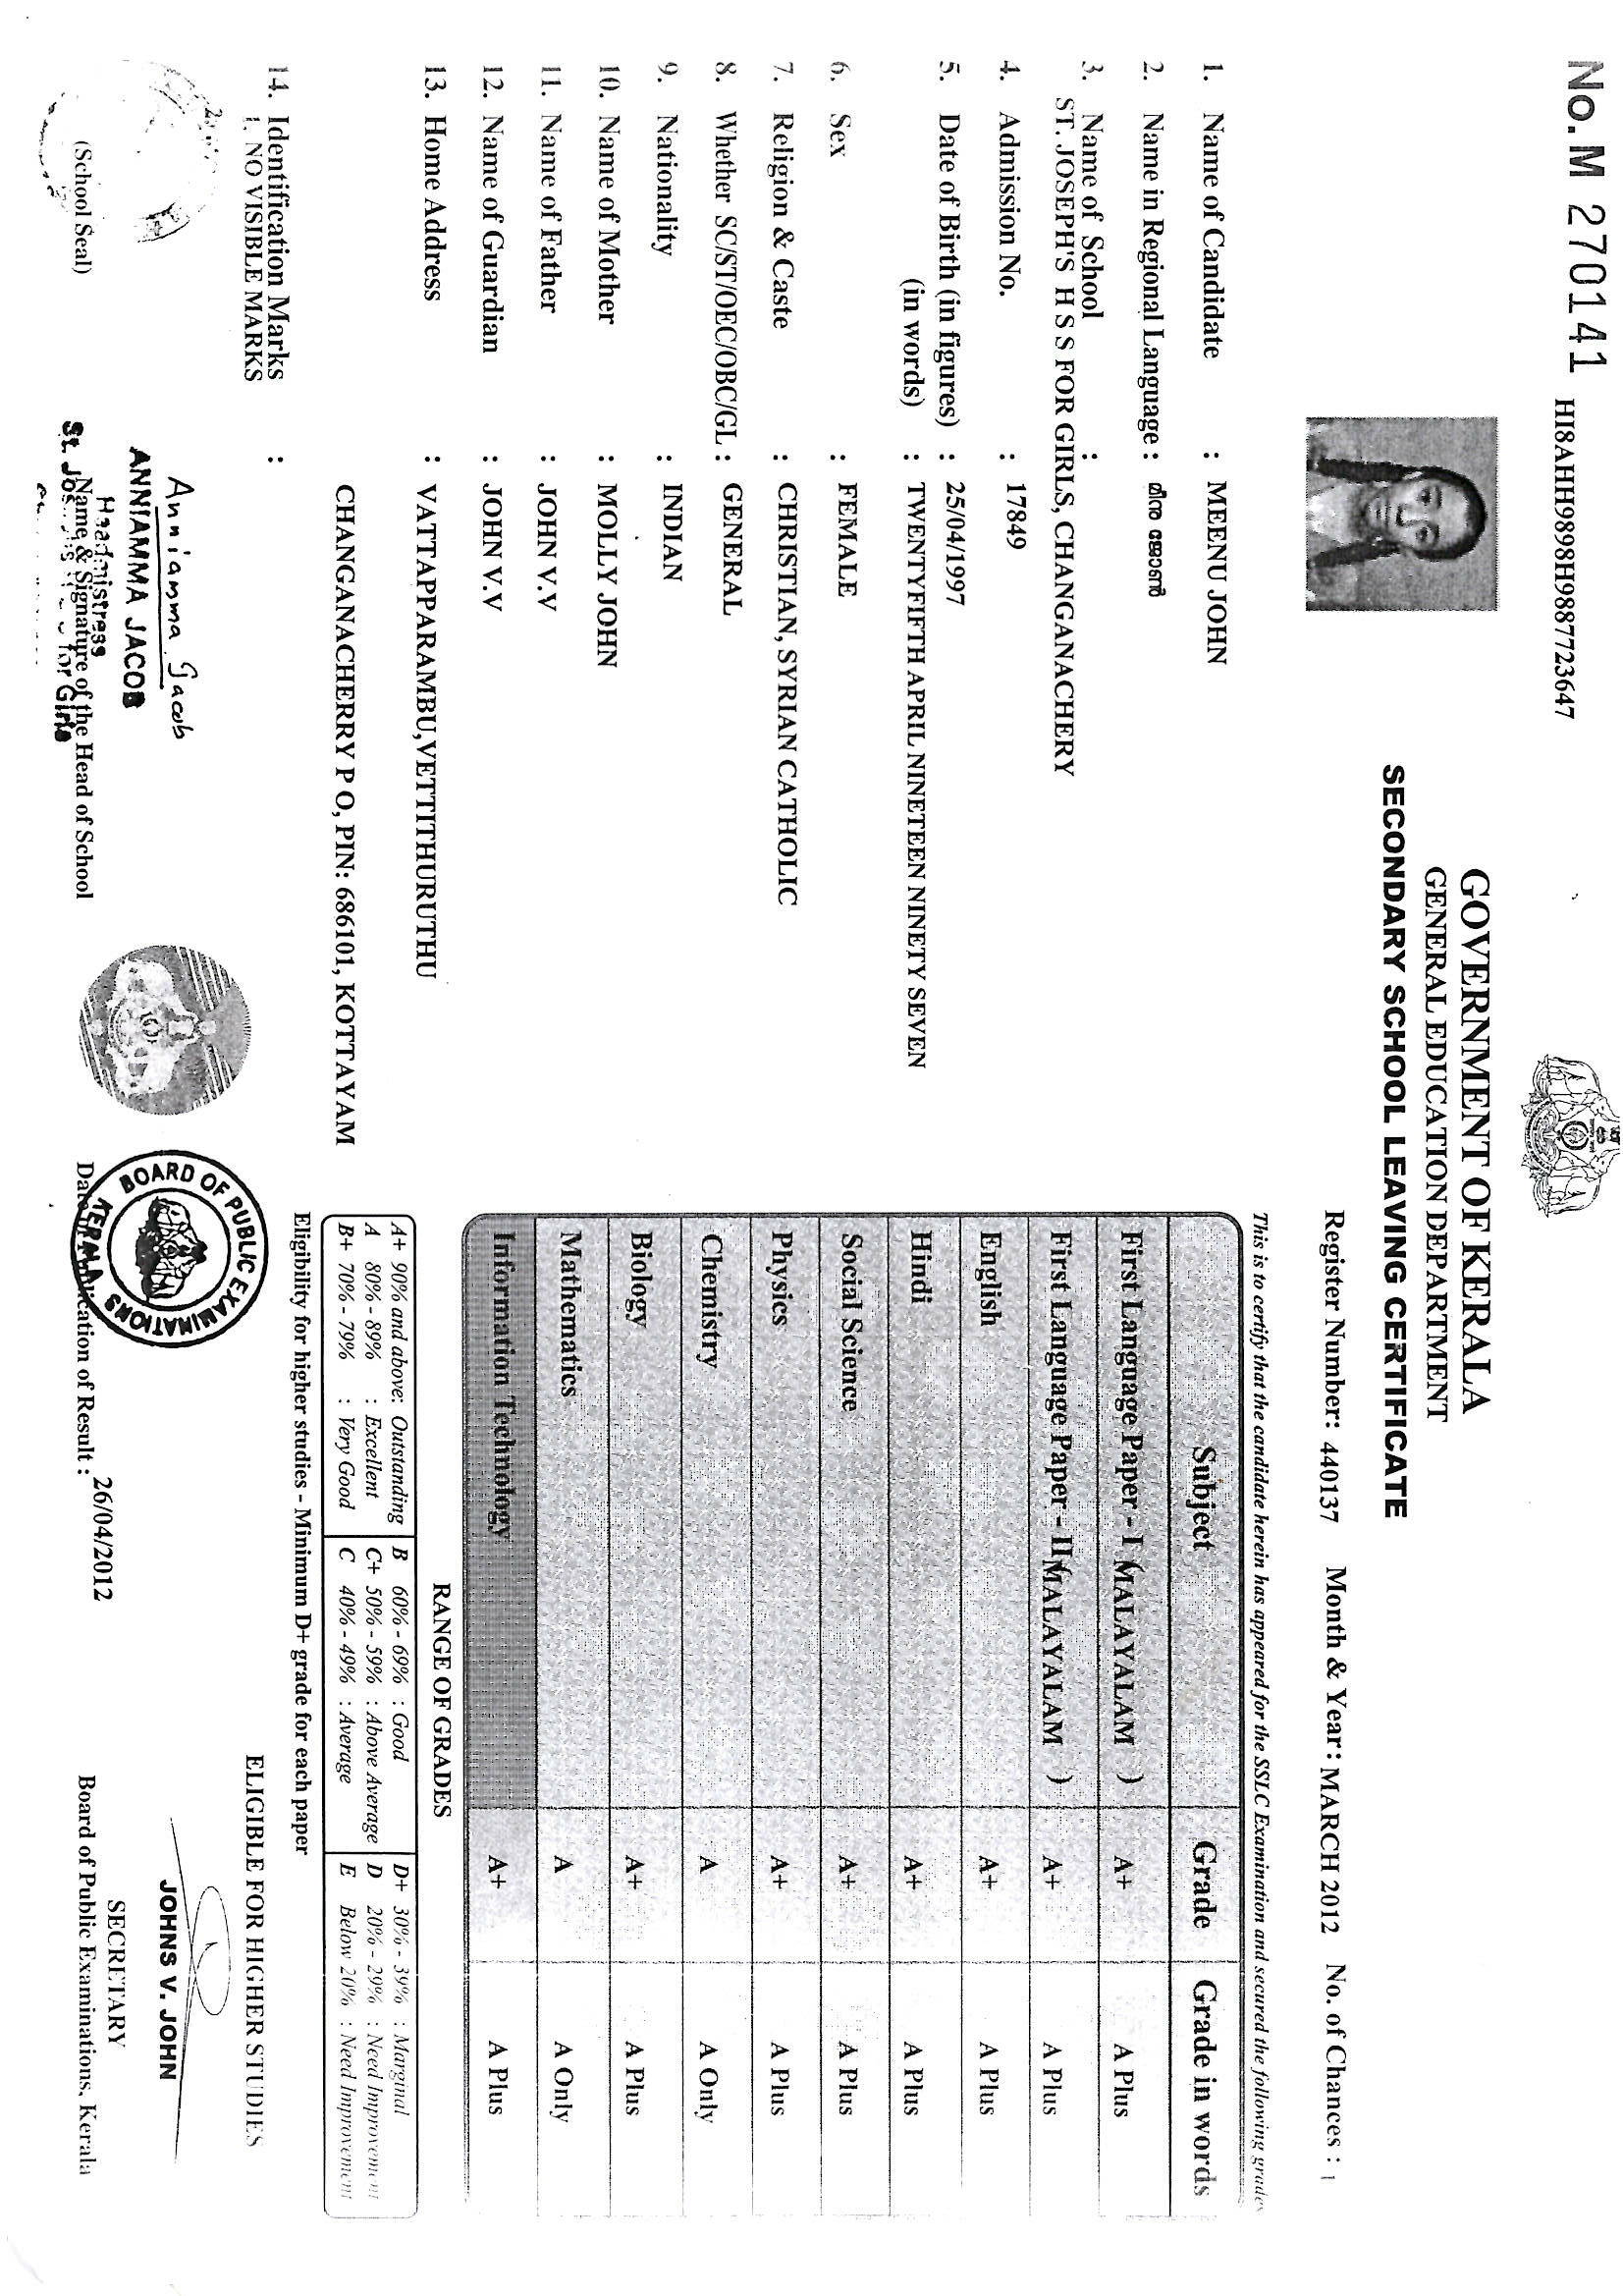 No. M 270141 HI8AHH9898H9887723647
GOVERNMENT OF KERALA
GENERAL EDUCATION DEPARTMENT
SECONDARY SCHOOL LEAVING CERTIFICATE
Register Number: 440137 Month & Year: MARCH 2012 No. of Chances : 1
1. Name of Candidate : MEENU JOHN
2. Name in Regional Language : മീനു ജോൺ
3. Name of School :
ST. JOSEPH'S H S S FOR GIRLS, CHANGANACHERY
4. Admission No. : 17849
5. Date of Birth (in figures) : 25/04/1997
(in words) : TWENTYFIFTH APRIL NINETEEN NINETY SEVEN
6. Sex : FEMALE
7. Religion & Caste : CHRISTIAN, SYRIAN CATHOLIC
8. Whether SC/ST/OEC/OBC/GL : GENERAL
9. Nationality : INDIAN
10. Name of Mother : MOLLY JOHN
11. Name of Father : JOHN V.V
12. Name of Guardian : JOHN V.V
13. Home Address : VATTAPPARAMBU,VETTITHURUTHU
CHANGANACHERRY P O, PIN: 686101, KOTTAYAM
14. Identification Marks :
1. NO VISIBLE MARKS
This is to certify that the candidate herein has appeared for the SSLC Examination and secured the following grades
Subject Grade Grade in words
First Language Paper - I (MALAYALAM ) A+ A Plus
First Language Paper - II(MALAYALAM ) A+ A Plus
English A+ A Plus
Hindi A+ A Plus
Social Science A+ A Plus
Physics A+ A Plus
Chemistry A A Only
Biology A+ A Plus
Mathematics A A Only
Information Technology A+ A Plus
RANGE OF GRADES
A+ 90% and above: Outstanding B 60% - 69% : Good D+ 30% - 39% : Marginal
A 80% - 89% : Excellent C+ 50% - 59% : Above Average D 20% - 29% : Need Improvement
B+ 70% - 79% : Very Good C 40% - 49% : Average E Below 20% : Need Improvement
Eligibility for higher studies - Minimum D+ grade for each paper
ELIGIBLE FOR HIGHER STUDIES
Anniamma Jacob
ANNIAMMA JACOB
Headmistress
St. for Girls
(School Seal) Name & Signature of the Head of School
BOARD OF PUBLIC EXAMINATIONS
KERALA
Date of Publication of Result : 26/04/2012
JOHNS V. JOHN
SECRETARY
Board of Public Examinations, Kerala